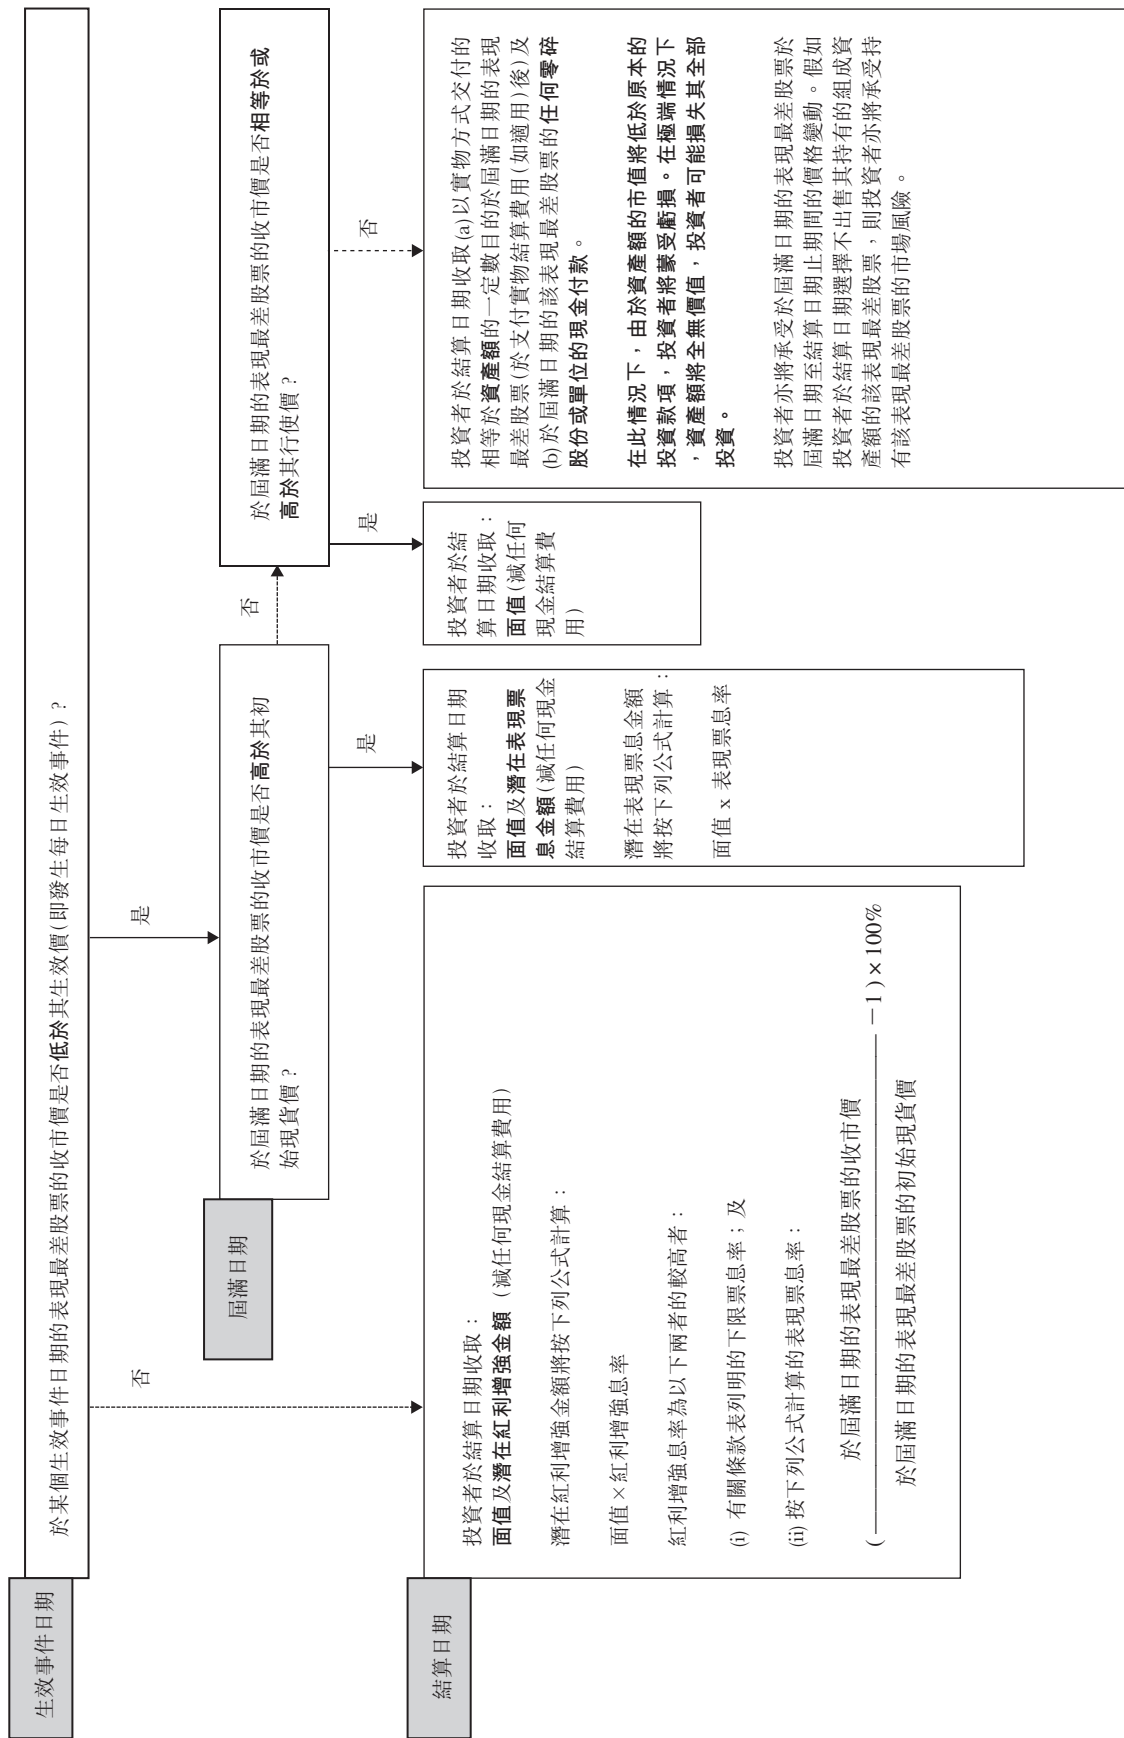 生效事件日期
於某個生效事件日期的表現最差股票的收市價是否低於其生效價(即發生每日生效事件)？
否
是
屆滿日期
於屆滿日期的表現最差股票的收市價是否高於其初
始現貨價？
是
否
於屆滿日期的表現最差股票的收市價是否相等於或
高於其行使價？
是
否
結算日期
投資者於結算日期收取：
面值及潛在紅利增強金額 (減任何現金結算費用)
潛在紅利增強金額將按下列公式計算：
面值×紅利增強息率
紅利增強息率為以下兩者的較高者：
(i) 有關條款表列明的下限票息率；及
(ii) 按下列公式計算的表現票息率：
於屆滿日期的表現最差股票的收市價
( －1 ) × 100%
於屆滿日期的表現最差股票的初始現貨價
投資者於結算日期
收取：
面值及潛在表現票
息金額(減任何現金
結算費用)
潛在表現票息金額
將按下列公式計算：
面值 x 表現票息率
投資者於結
算日期收取：
面值(減任何
現金結算費
用)
投資者於結算日期收取(a)以實物方式交付的
相等於資產額的一定數目的於屆滿日期的表現
最差股票(於支付實物結算費用(如適用)後)及
(b)於屆滿日期的該表現最差股票的任何零碎
股份或單位的現金付款。
在此情況下，由於資產額的市值將低於原本的
投資款項，投資者將蒙受虧損。在極端情況下
，資產額將全無價值，投資者可能損失其全部
投資。
投資者亦將承受於屆滿日期的表現最差股票於
屆滿日期至結算日期止期間的價格變動。假如
投資者於結算日期選擇不出售其持有的組成資
產額的該表現最差股票，則投資者亦將承受持
有該表現最差股票的市場風險。